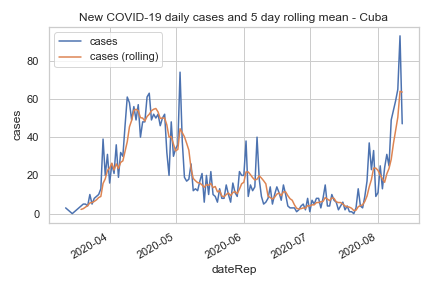 New COVID-19 daily cases and 5 day rolling mean - Cuba
cases
cases (rolling)
80
60
40
20
0
cases
2020-04
2020-05
2020-06
2020-07
2020-08
dateRep